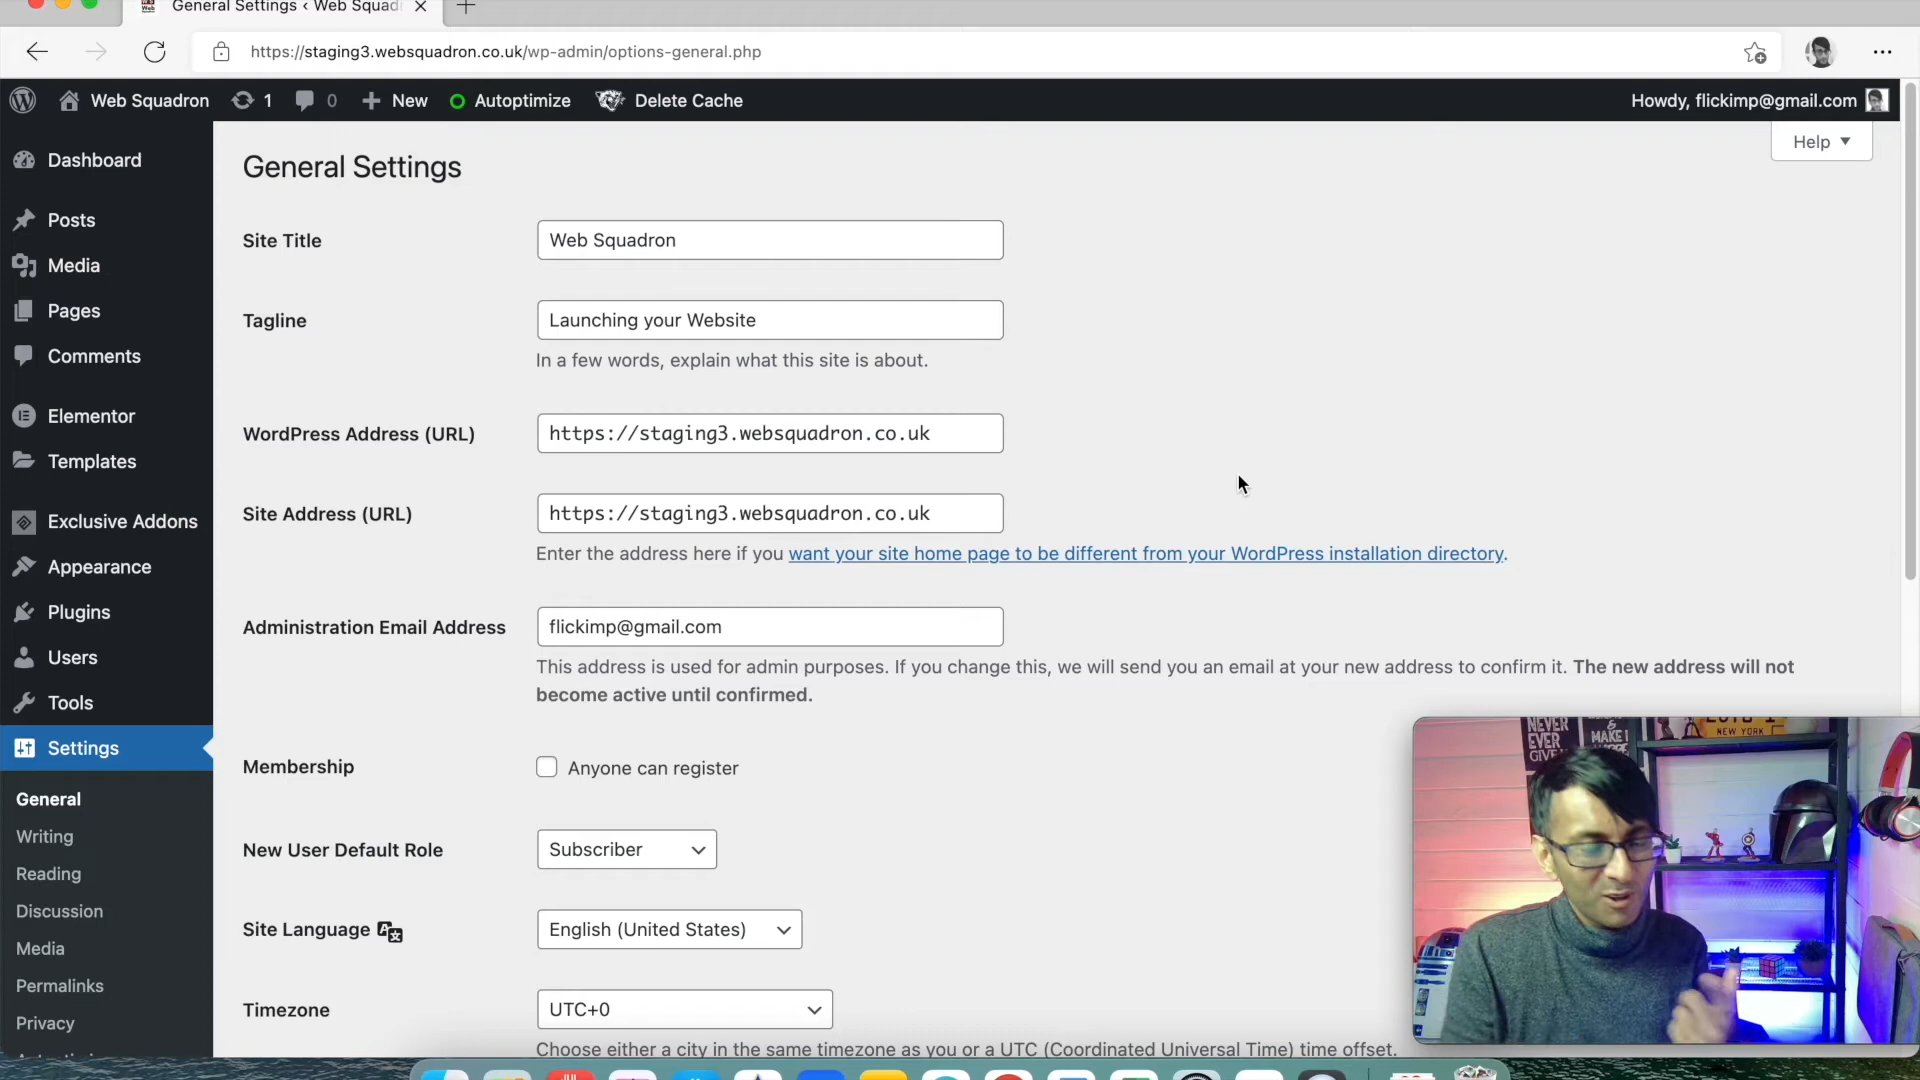 General Settings ‹ Web Squad
https://staging3.websquadron.co.uk/wp-admin/options-general.php
Web Squadron
1
0
New
Autoptimize
Delete Cache
Howdy, flickimp@gmail.com
Help
Dashboard
Posts
Media
Pages
Comments
Elementor
Templates
Exclusive Addons
Appearance
Plugins
Users
Tools
Settings
General
Writing
Reading
Discussion
Media
Permalinks
Privacy
General Settings
Site Title
Web Squadron
Tagline
Launching your Website
In a few words, explain what this site is about.
WordPress Address (URL)
https://staging3.websquadron.co.uk
Site Address (URL)
https://staging3.websquadron.co.uk
Enter the address here if you want your site home page to be different from your WordPress installation directory.
Administration Email Address
flickimp@gmail.com
This address is used for admin purposes. If you change this, we will send you an email at your new address to confirm it. The new address will not
become active until confirmed.
Membership
Anyone can register
New User Default Role
Subscriber
Site Language
English (United States)
Timezone
UTC+0
Choose either a city in the same timezone as you or a UTC (Coordinated Universal Time) time offset.
NEVER
EVER
MAKE I
NEW YORK